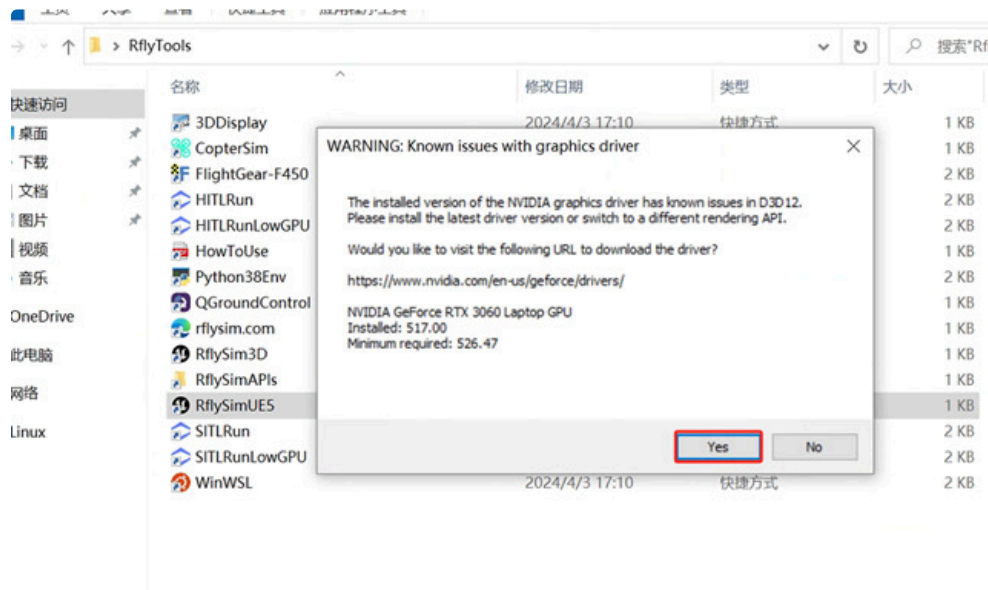 RflyTools
搜索"Rf
名称 修改日期 类型 大小
快速访问
桌面
下载
文档
图片
视频
音乐
OneDrive
此电脑
网络
Linux
3DDisplay 2024/4/3 17:10 快捷方式 1 KB
CopterSim 1 KB
FlightGear-F450 2 KB
HITLRun 2 KB
HITLRunLowGPU 2 KB
HowToUse 1 KB
Python38Env 2 KB
QGroundControl 1 KB
rflysim.com 1 KB
RflySim3D 1 KB
RflySimAPIs 1 KB
RflySimUE5 1 KB
SITLRun 2 KB
SITLRunLowGPU 2 KB
WinWSL 2024/4/3 17:10 快捷方式 2 KB
WARNING: Known issues with graphics driver
The installed version of the NVIDIA graphics driver has known issues in D3D12.
Please install the latest driver version or switch to a different rendering API.
Would you like to visit the following URL to download the driver?
https://www.nvidia.com/en-us/geforce/drivers/
NVIDIA GeForce RTX 3060 Laptop GPU
Installed: 517.00
Minimum required: 526.47
Yes No